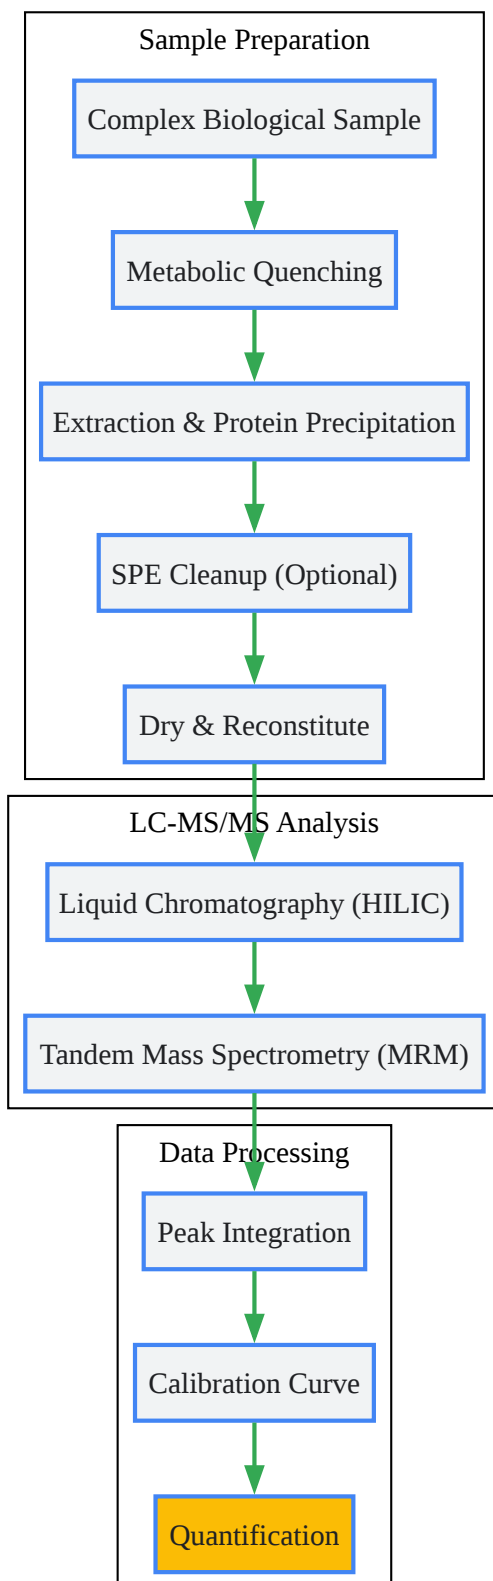 Sample Preparation
Complex Biological Sample
Metabolic Quenching
Extraction & Protein Precipitation
SPE Cleanup (Optional)
Dry & Reconstitute
LC-MS/MS Analysis
Liquid Chromatography (HILIC)
Tandem Mass Spectrometry (MRM)
Data Processing
Peak Integration
Calibration Curve
Quantification